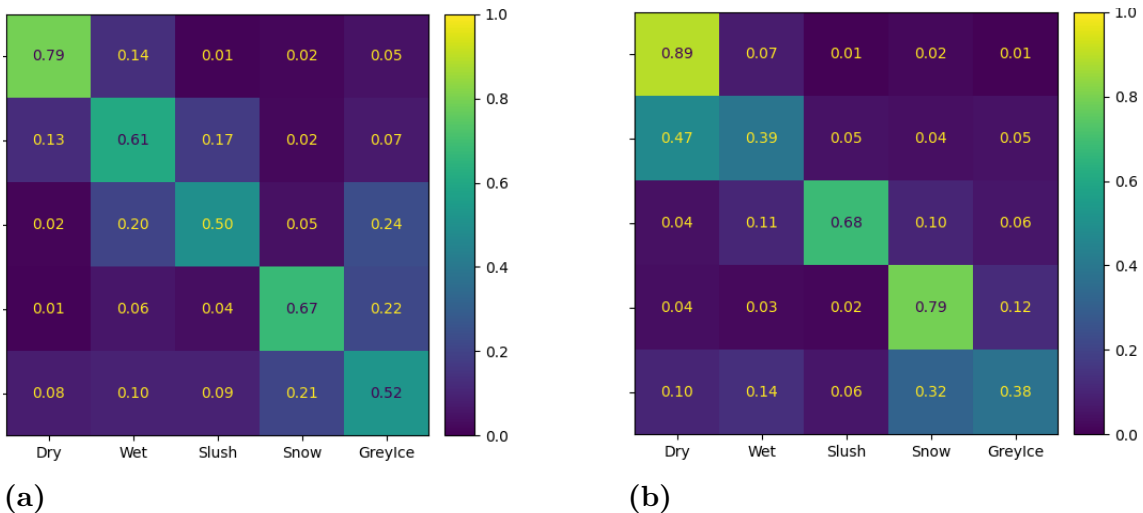 1.0
0.79 0.14 0.01 0.02 0.05
0.8
0.13 0.61 0.17 0.02 0.07
0.6
0.02 0.20 0.50 0.05 0.24
0.4
0.01 0.06 0.04 0.67 0.22
0.2
0.08 0.10 0.09 0.21 0.52
0.0
Dry Wet Slush Snow GreyIce
(a)
1.0
0.89 0.07 0.01 0.02 0.01
0.8
0.47 0.39 0.05 0.04 0.05
0.6
0.04 0.11 0.68 0.10 0.06
0.4
0.04 0.03 0.02 0.79 0.12
0.2
0.10 0.14 0.06 0.32 0.38
0.0
Dry Wet Slush Snow GreyIce
(b)